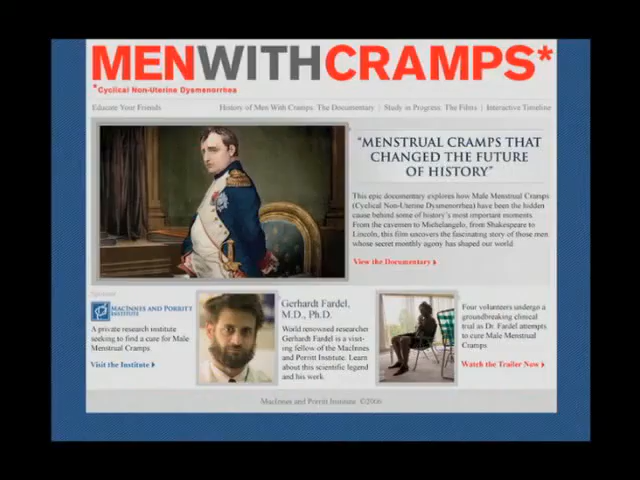 MENWITHCRAMPS*
*Cyclical Non-Uterine Dysmenorrhea
Educate Your Friends
History of Men With Cramps: The Documentary | Study in Progress: The Films | Interactive Timeline
"MENSTRUAL CRAMPS THAT
CHANGED THE FUTURE
OF HISTORY"
This epic documentary explores how Male Menstrual Cramps
(Cyclical Non-Uterine Dysmenorrhea) have been the hidden
cause behind some of history's most important moments.
From the cavemen to Michelangelo, from Shakespeare to
Lincoln, this film uncovers the fascinating story of those men
whose secret monthly agony has shaped our world.
View the Documentary
MACINNES AND PORRITT
INSTITUTE
A private research institute
seeking to find a cure for Male
Menstrual Cramps
Visit the Institute
Gerhardt Fardel,
M.D., Ph.D.
World renowned researcher
Gerhardt Fardel is a visit-
ing fellow of the MacInnes
and Porritt Institute. Learn
about this scientific legend
and his work
Four volunteers undergo a
groundbreaking clinical
trial as Dr. Fardel attempts
to cure Male Menstrual
Cramps
Watch the Trailer Now
MacInnes and Porritt Institute ©2006